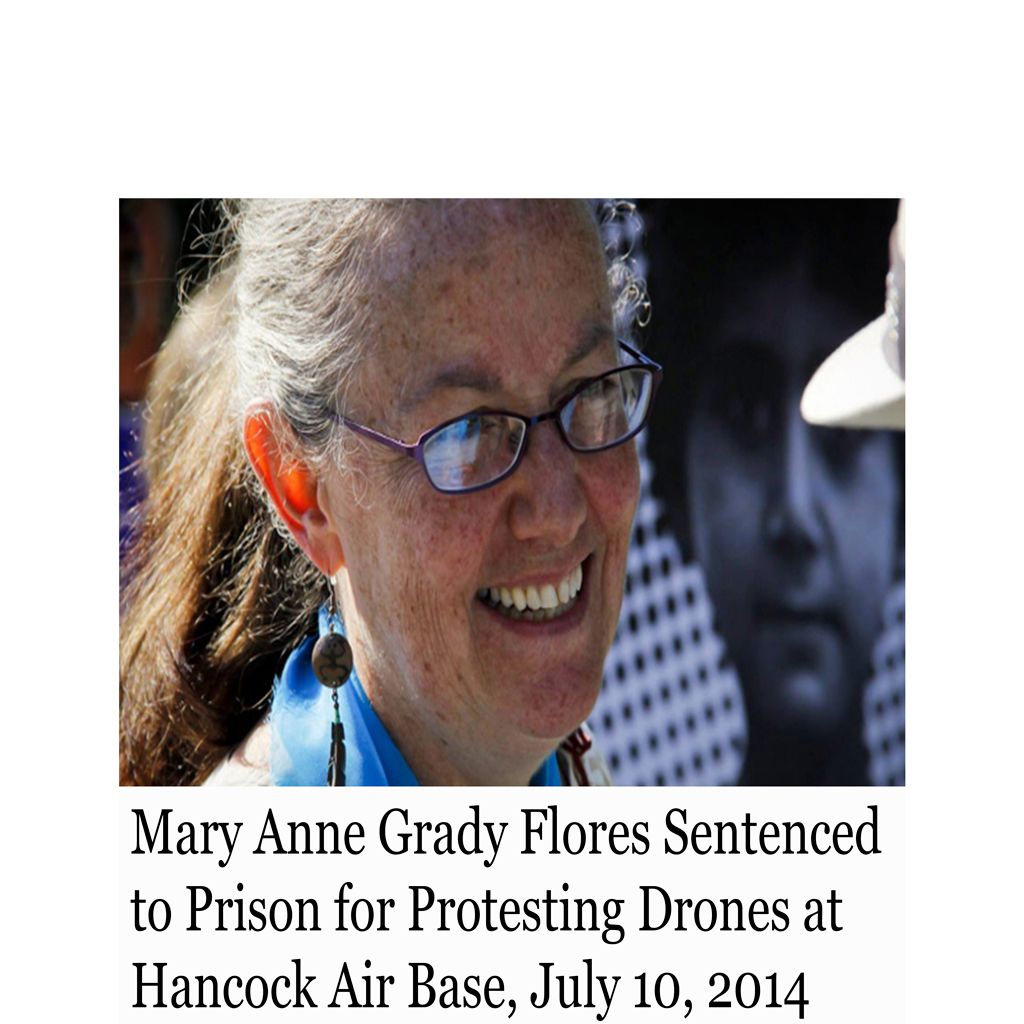 Mary Anne Grady Flores Sentenced
to Prison for Protesting Drones at
Hancock Air Base, July 10, 2014